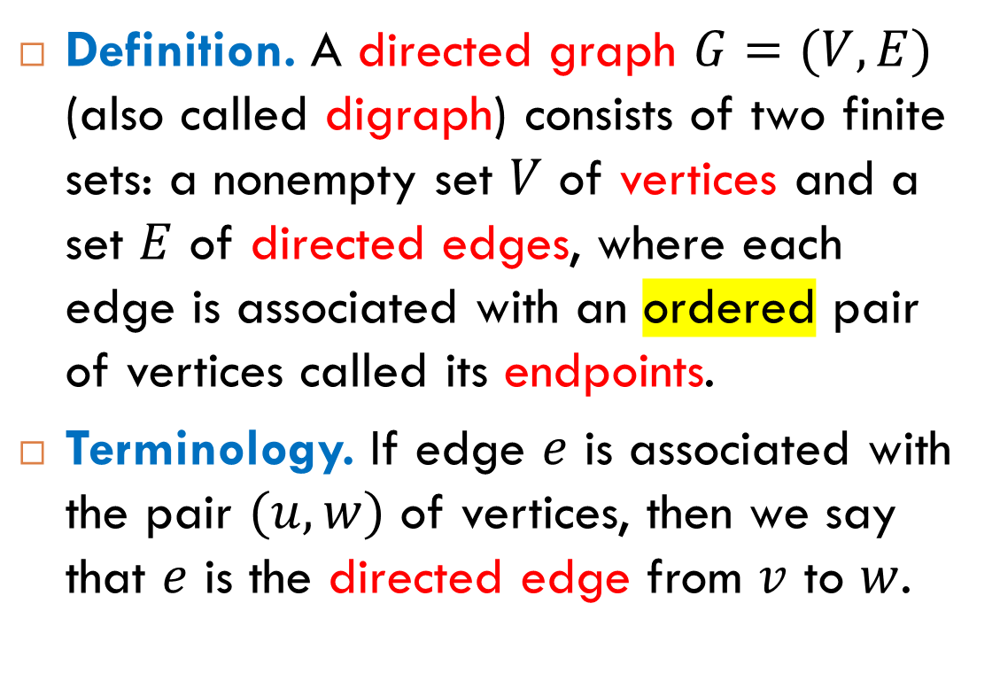 Definition. A directed graph G = (V, E)
(also called digraph) consists of two finite
sets: a nonempty set V of vertices and a
set E of directed edges, where each
edge is associated with an ordered pair
of vertices called its endpoints.
Terminology. If edge e is associated with
the pair (u, w) of vertices, then we say
that e is the directed edge from v to w.